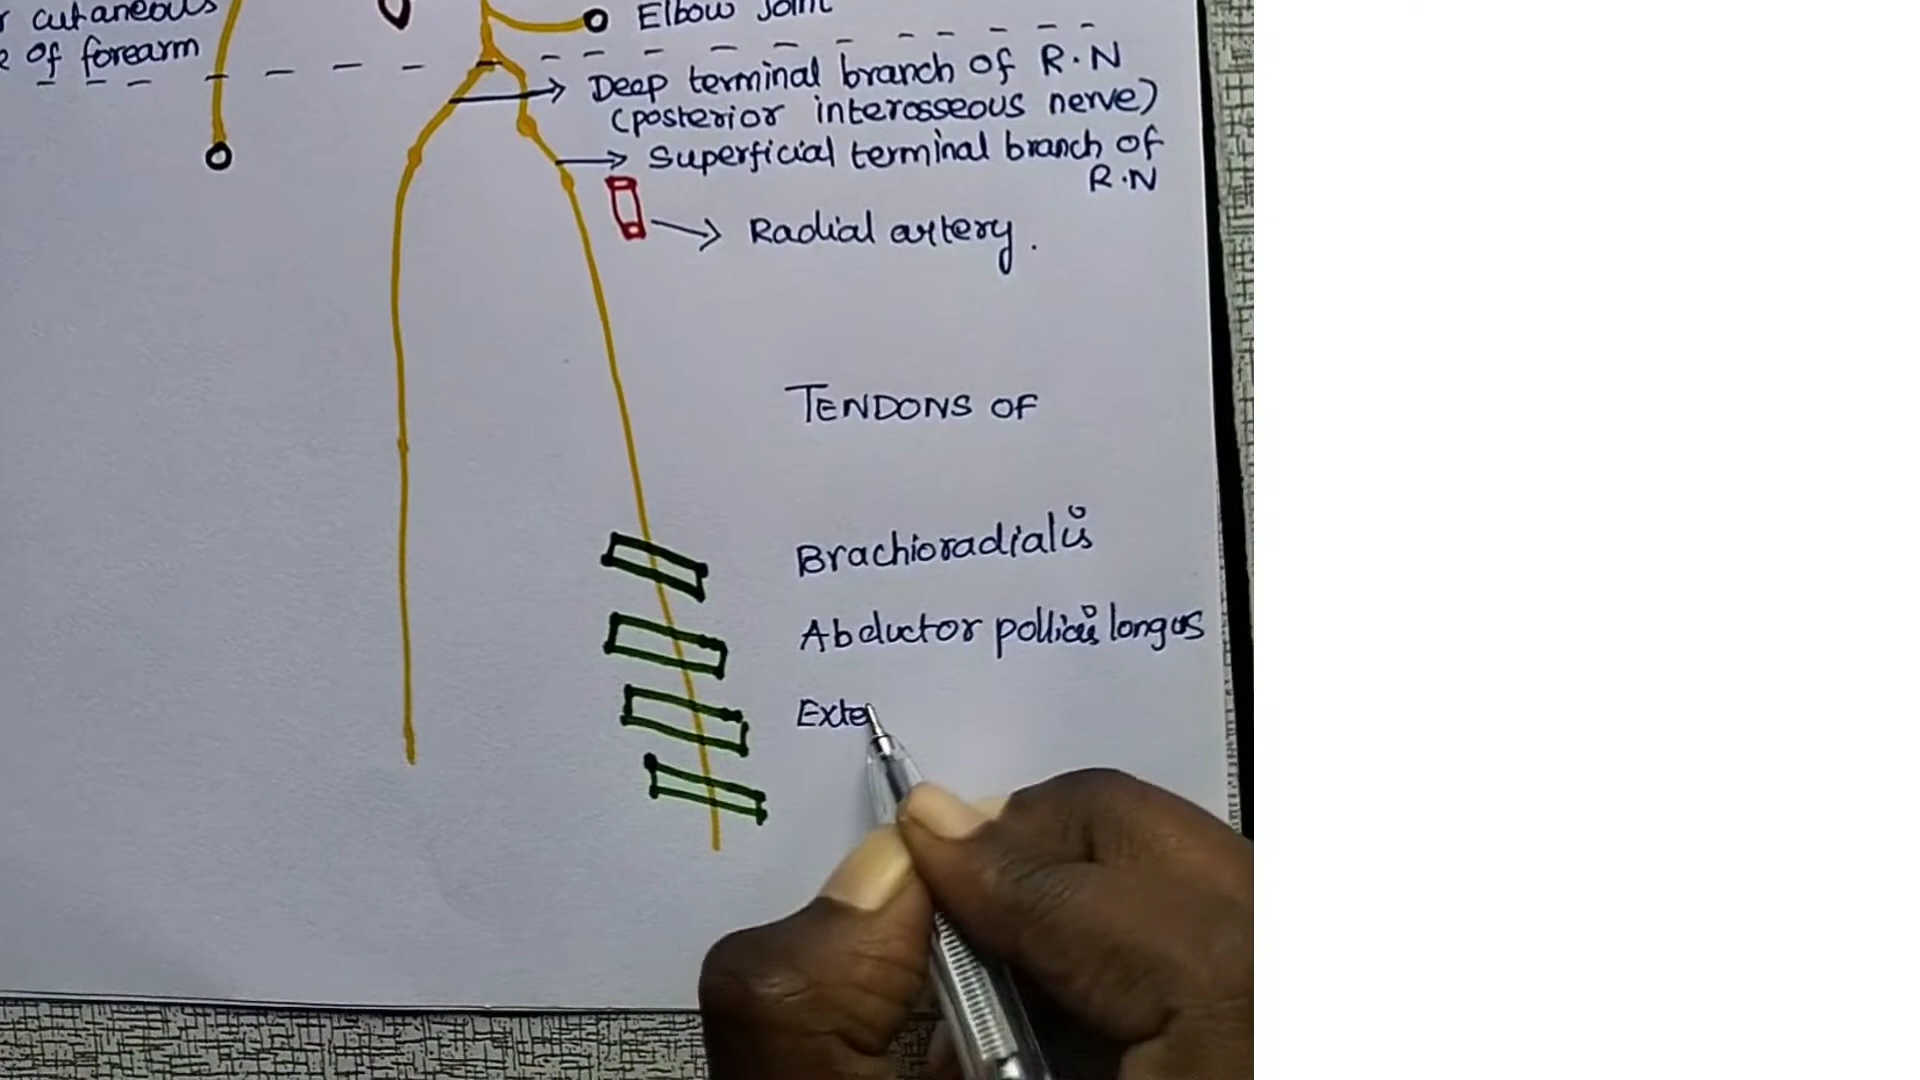 cutaneous
of forearm
Elbow Joint
Deep terminal branch of R.N
(posterior interosseous nerve)
Superficial terminal branch of
R.N
Radial artery.
TENDONS OF
Brachioradialis
Abductor pollicis longus
Exte